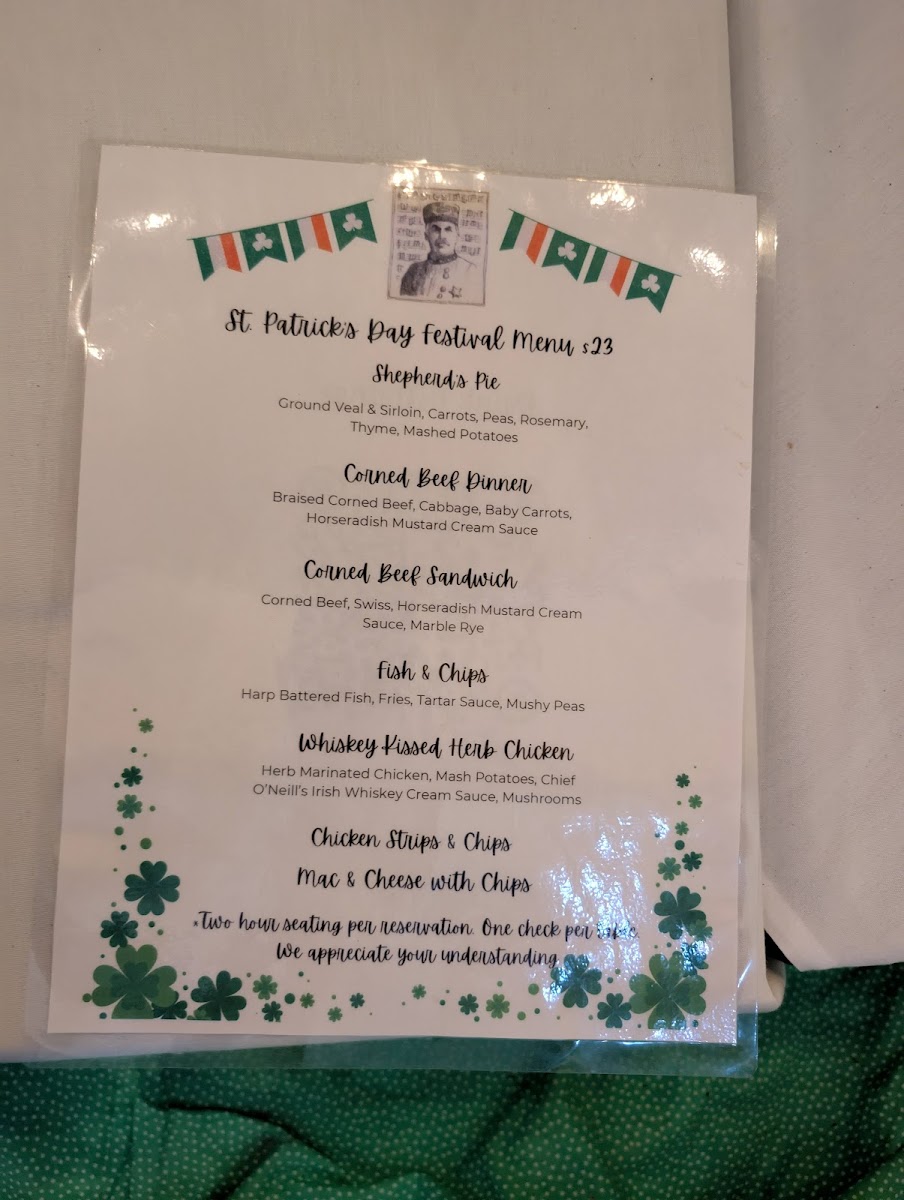 St. Patrick's Day Festival Menu $23
Shepherd's Pie
Ground Veal & Sirloin, Carrots, Peas, Rosemary,
Thyme, Mashed Potatoes
Corned Beef Dinner
Braised Corned Beef, Cabbage, Baby Carrots,
Horseradish Mustard Cream Sauce
Corned Beef Sandwich
Corned Beef, Swiss, Horseradish Mustard Cream
Sauce, Marble Rye
Fish & Chips
Harp Battered Fish, Fries, Tartar Sauce, Mushy Peas
Whiskey Kissed Herb Chicken
Herb Marinated Chicken, Mash Potatoes, Chief
O'Neill's Irish Whiskey Cream Sauce, Mushrooms
Chicken Strips & Chips
Mac & Cheese with Chips
*Two hour seating per reservation. One check per
We appreciate your understanding